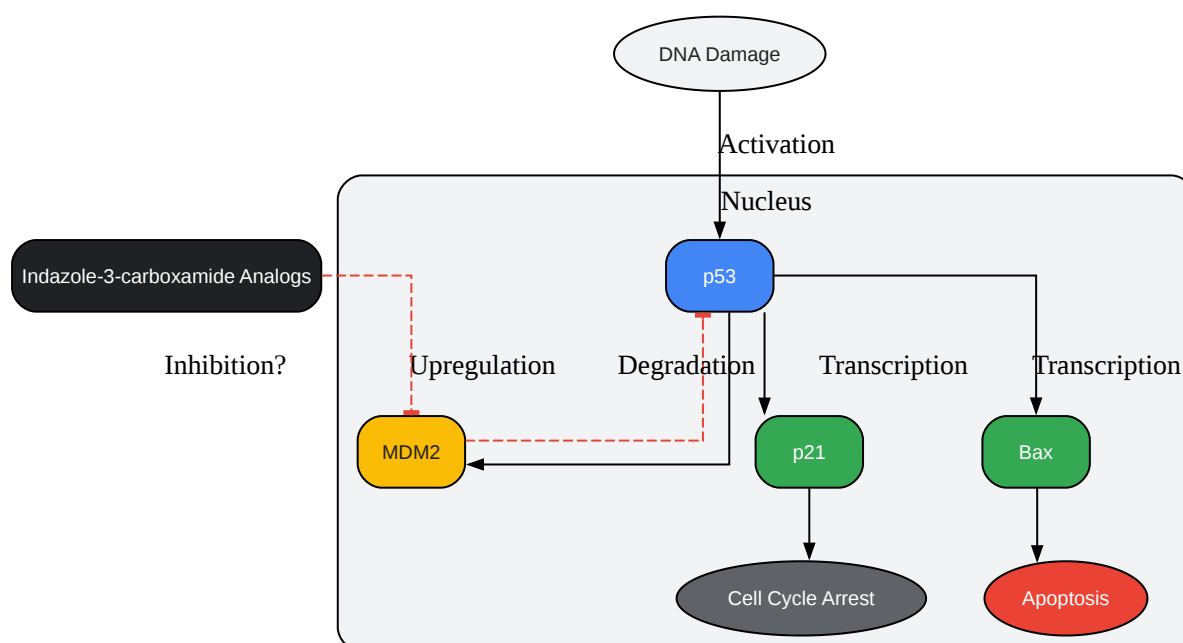 DNA Damage
Activation
Nucleus
Indazole-3-carboxamide Analogs
p53
Inhibition?
Upregulation
Degradation
Transcription
Transcription
MDM2
p21
Bax
Cell Cycle Arrest
Apoptosis